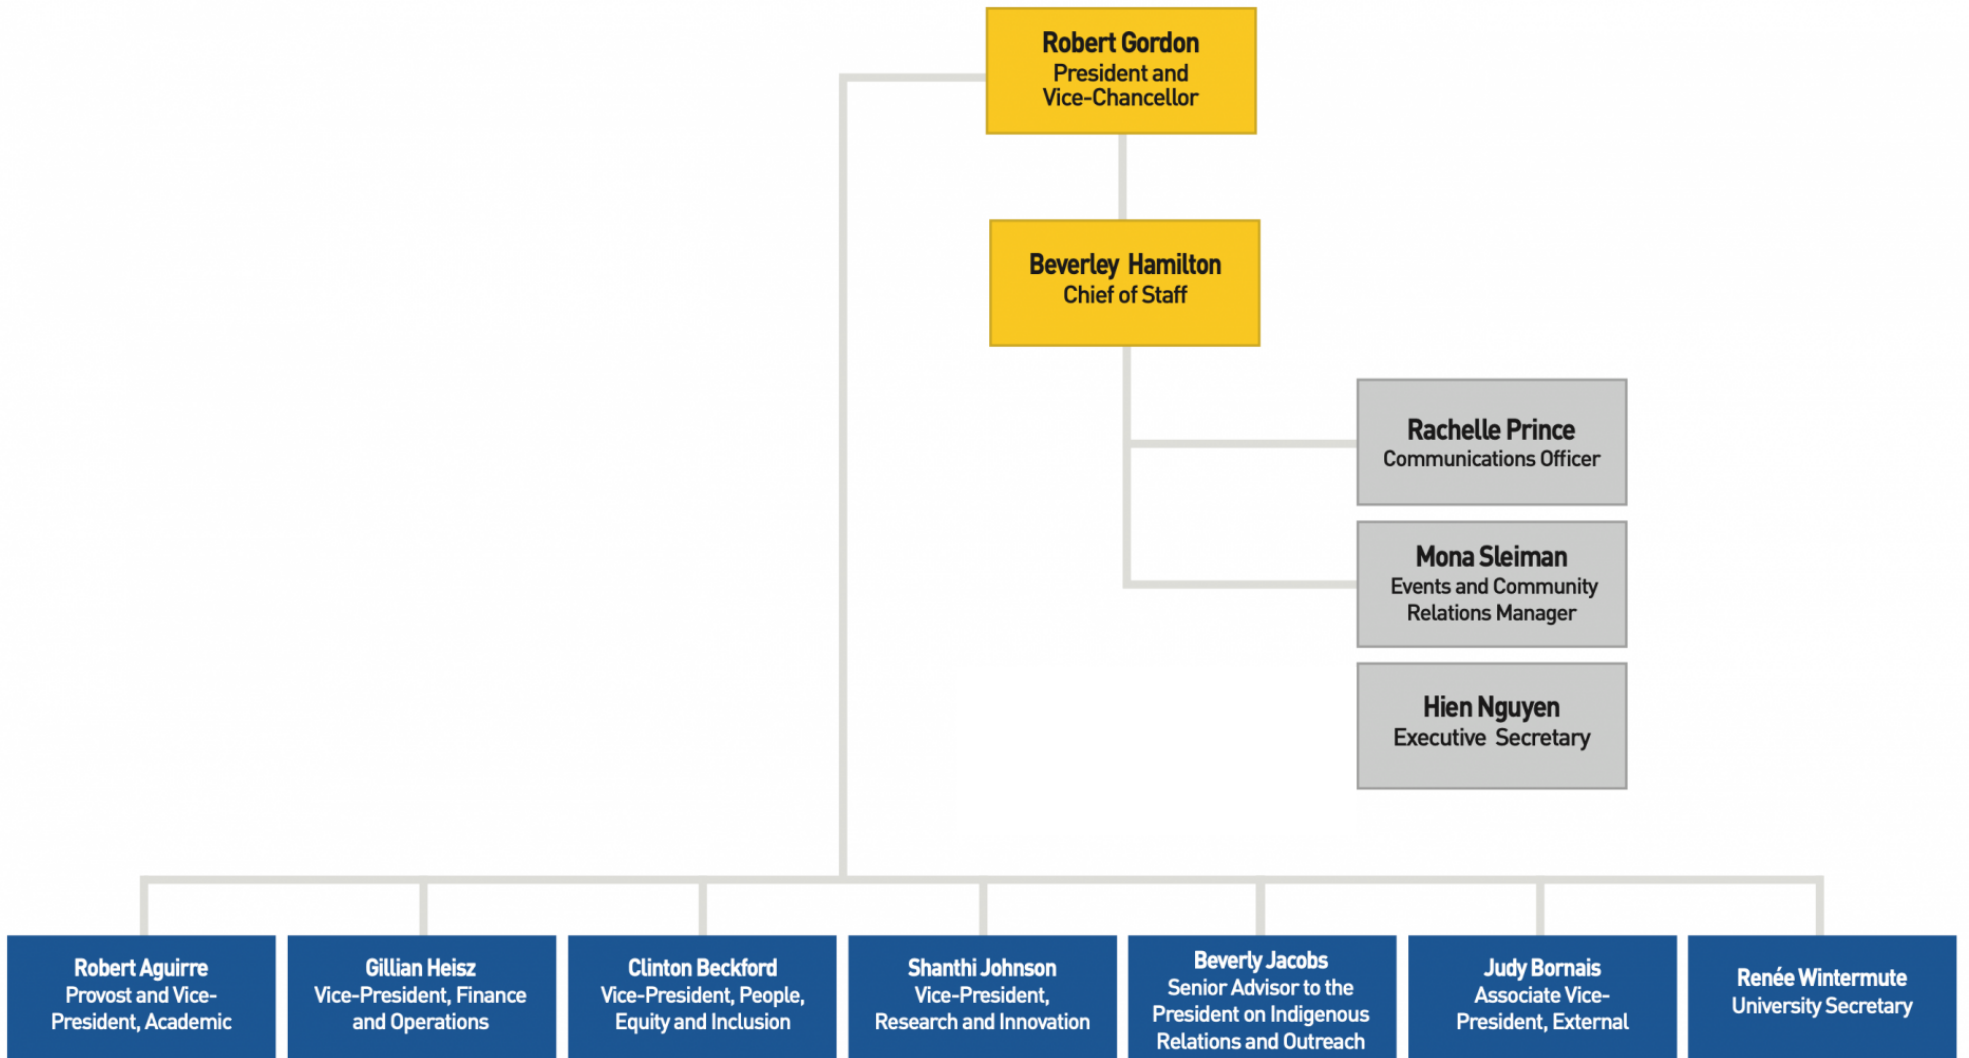 Robert Gordon
President and
Vice-Chancellor
Beverley Hamilton
Chief of Staff
Rachelle Prince
Communications Officer
Mona Sleiman
Events and Community
Relations Manager
Hien Nguyen
Executive Secretary
Robert Aguirre
Provost and Vice-
President, Academic
Gillian Heisz
Vice-President, Finance
and Operations
Clinton Beckford
Vice-President, People,
Equity and Inclusion
Shanthi Johnson
Vice-President,
Research and Innovation
Beverly Jacobs
Senior Advisor to the
President on Indigenous
Relations and Outreach
Judy Bornais
Associate Vice-
President, External
Renée Wintermute
University Secretary